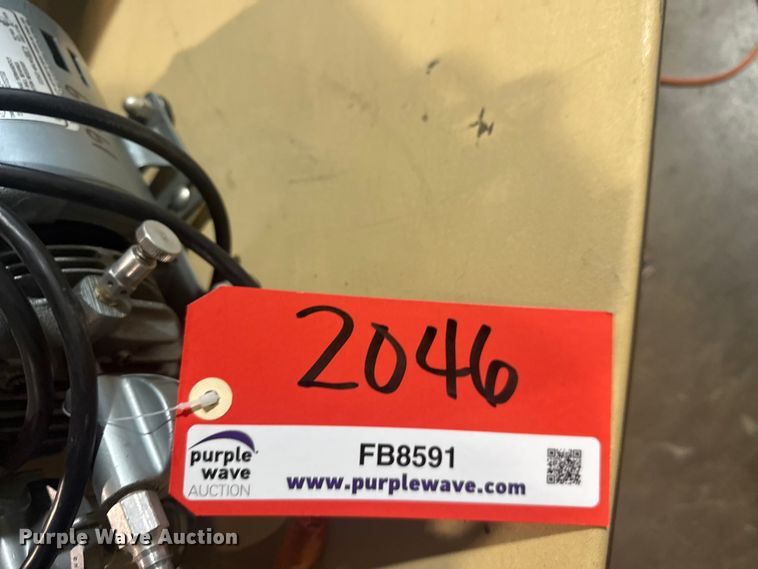 2046
purple
wave
AUCTION
FB8591
www.purplewave.com
Purple Wave Auction